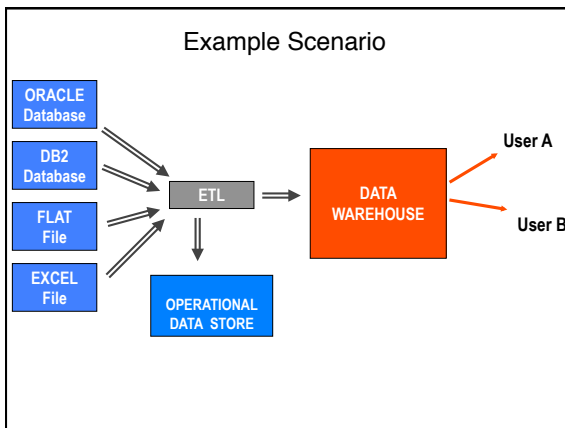 Example Scenario
ORACLE
Database
DB2
Database
FLAT
File
EXCEL
File
ETL
OPERATIONAL
DATA STORE
DATA
WAREHOUSE
User A
User B